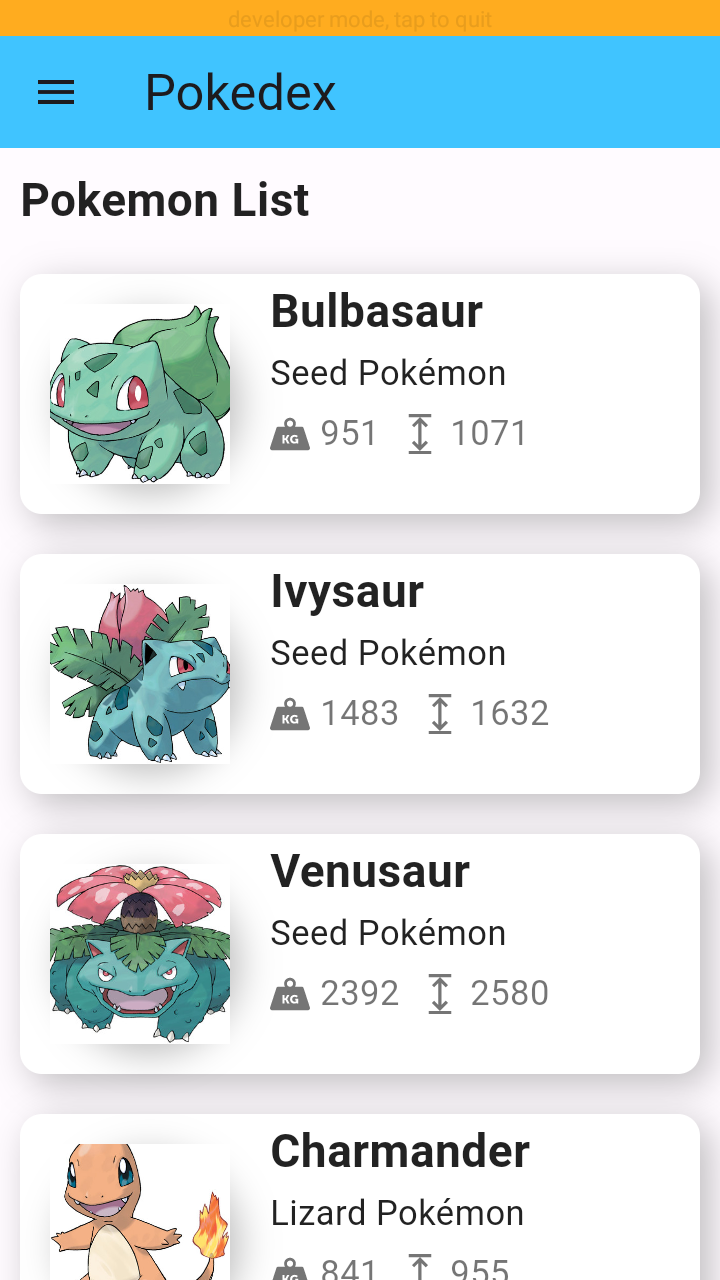 developer mode, tap to quit
Pokedex
Pokemon List
Bulbasaur
Seed Pokémon
KG 951 1071
Ivysaur
Seed Pokémon
KG 1483 1632
Venusaur
Seed Pokémon
KG 2392 2580
Charmander
Lizard Pokémon
KG 841 955